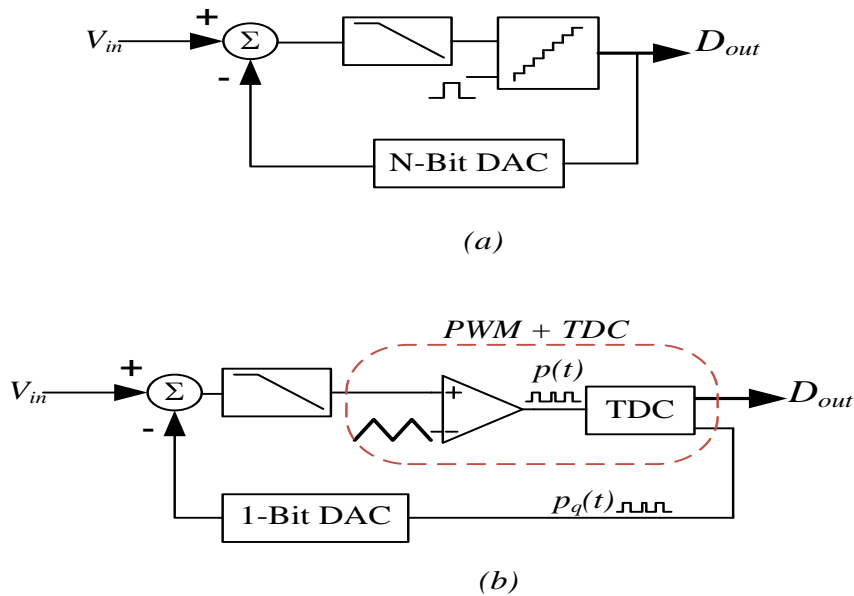 +
V_in
Σ
D_out
-
N-Bit DAC
(a)
PWM + TDC
+
p(t)
V_in
Σ
+
TDC
D_out
-
−
1-Bit DAC
p_q(t)
(b)